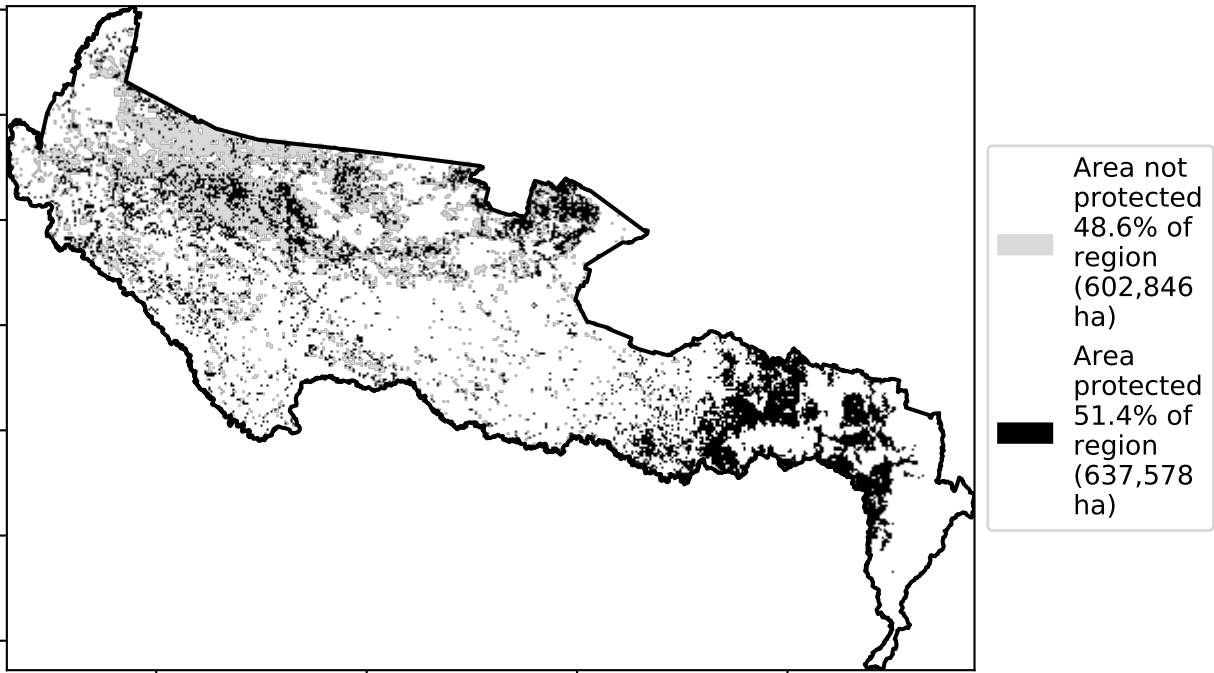 Area not
protected
48.6% of
region
(602,846
ha)
Area
protected
51.4% of
region
(637,578
ha)